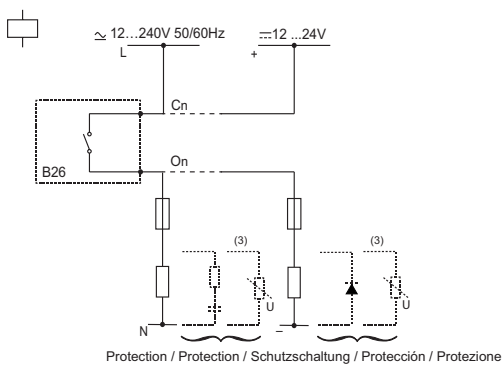 ≃ 12...240V 50/60Hz
⎓12 ...24V
L
+
Cn
B26
On
(3)
(3)
U
U
N
–
Protection / Protection / Schutzschaltung / Protección / Protezione